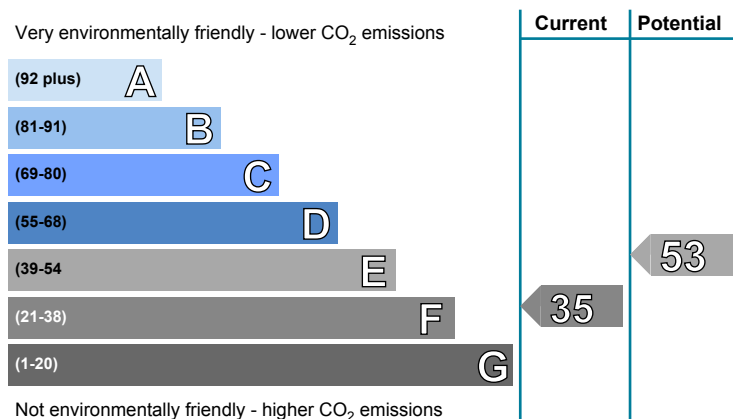 Very environmentally friendly - lower CO₂ emissions
Current
Potential
(92 plus) A
(81-91) B
(69-80) C
(55-68) D
(39-54 E
(21-38) F
(1-20) G
53
35
Not environmentally friendly - higher CO₂ emissions